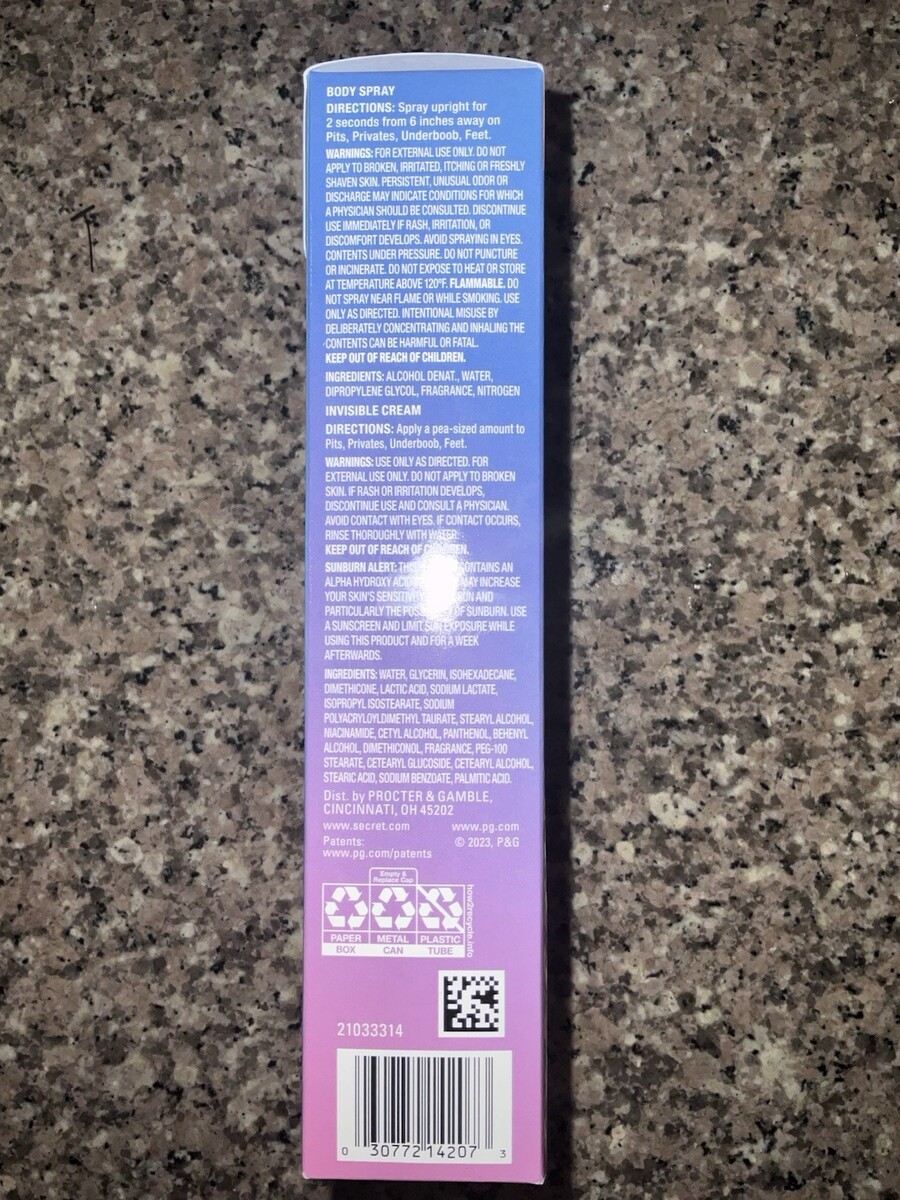 BODY SPRAY
DIRECTIONS: Spray upright for
2 seconds from 6 inches away on
Pits, Privates, Underboob, Feet.
WARNINGS: FOR EXTERNAL USE ONLY. DO NOT
APPLY TO BROKEN, IRRITATED, ITCHING OR FRESHLY
SHAVEN SKIN. PERSISTENT, UNUSUAL ODOR OR
DISCHARGE MAY INDICATE CONDITIONS FOR WHICH
A PHYSICIAN SHOULD BE CONSULTED. DISCONTINUE
USE IMMEDIATELY IF RASH, IRRITATION, OR
DISCOMFORT DEVELOPS. AVOID SPRAYING IN EYES.
CONTENTS UNDER PRESSURE. DO NOT PUNCTURE
OR INCINERATE. DO NOT EXPOSE TO HEAT OR STORE
AT TEMPERATURE ABOVE 120°F. FLAMMABLE. DO
NOT SPRAY NEAR FLAME OR WHILE SMOKING. USE
ONLY AS DIRECTED. INTENTIONAL MISUSE BY
DELIBERATELY CONCENTRATING AND INHALING THE
CONTENTS CAN BE HARMFUL OR FATAL.
KEEP OUT OF REACH OF CHILDREN.
INGREDIENTS: ALCOHOL DENAT., WATER,
DIPROPYLENE GLYCOL, FRAGRANCE, NITROGEN
INVISIBLE CREAM
DIRECTIONS: Apply a pea-sized amount to
Pits, Privates, Underboob, Feet.
WARNINGS: USE ONLY AS DIRECTED. FOR
EXTERNAL USE ONLY. DO NOT APPLY TO BROKEN
SKIN. IF RASH OR IRRITATION DEVELOPS,
DISCONTINUE USE AND CONSULT A PHYSICIAN.
AVOID CONTACT WITH EYES. IF CONTACT OCCURS,
RINSE THOROUGHLY WITH WATER.
KEEP OUT OF REACH OF CHILDREN.
SUNBURN ALERT: CONTAINS AN
ALPHA HYDROXY MAY INCREASE
YOUR SKIN'S AND
PARTICULARLY THE OF SUNBURN. USE
A SUNSCREEN AND LIMIT SUN EXPOSURE WHILE
USING THIS PRODUCT AND FOR A WEEK
AFTERWARDS.
INGREDIENTS: WATER, GLYCERIN, ISOHEXADECANE,
DIMETHICONE, LACTIC ACID, SODIUM LACTATE,
ISOPROPYL ISOSTEARATE, SODIUM
POLYACRYLOYLDIMETHYL TAURATE, STEARYL ALCOHOL,
NIACINAMIDE, CETYL ALCOHOL, PANTHENOL, BEHENYL
ALCOHOL, DIMETHICONOL, FRAGRANCE, PEG-100
STEARATE, CETEARYL GLUCOSIDE, CETEARYL ALCOHOL,
STEARIC ACID, SODIUM BENZOATE, PALMITIC ACID.
Dist. by PROCTER & GAMBLE,
CINCINNATI, OH 45202
www.secret.com www.pg.com
Patents: © 2023, P&G
www.pg.com/patents
Empty &
Replace Cap
PAPER METAL PLASTIC
BOX CAN TUBE
how2recycle.info
21033314
0 30772 14207 3